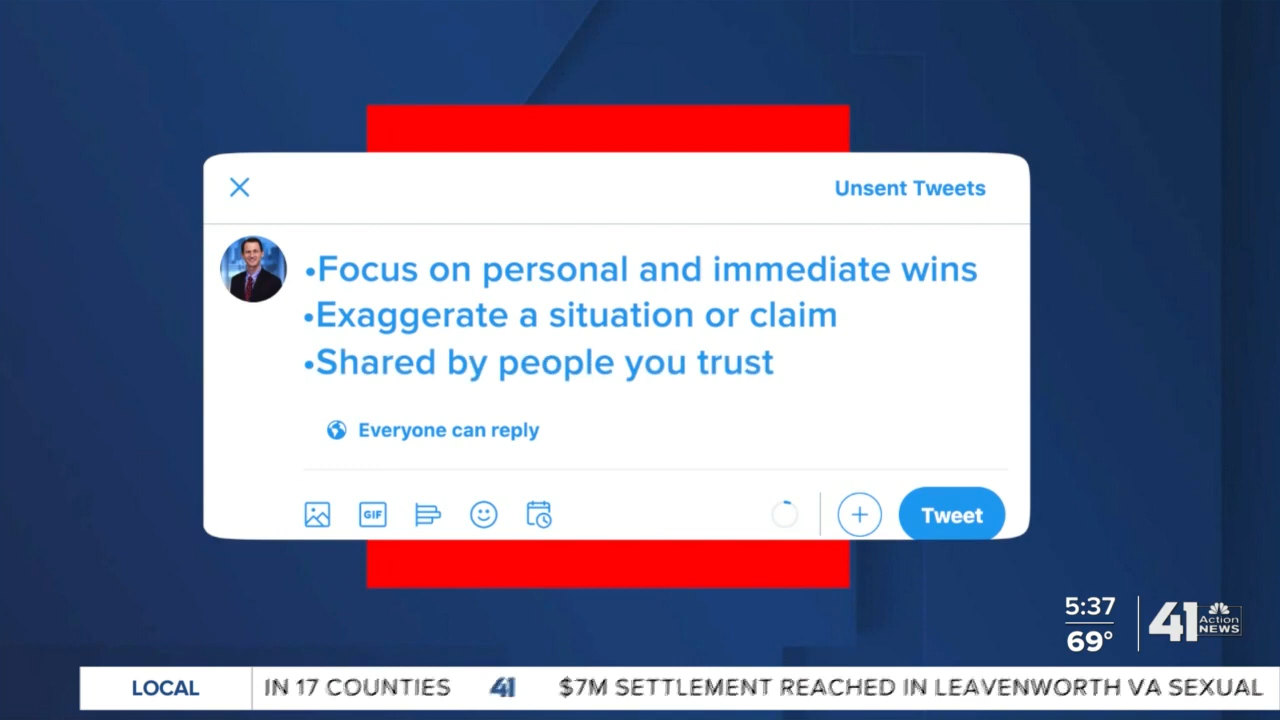 Unsent Tweets
•Focus on personal and immediate wins
•Exaggerate a situation or claim
•Shared by people you trust
Everyone can reply
GIF
Tweet
5:37
69°
41 Action NEWS
LOCAL
IN 17 COUNTIES 41 $7M SETTLEMENT REACHED IN LEAVENWORTH VA SEXUAL